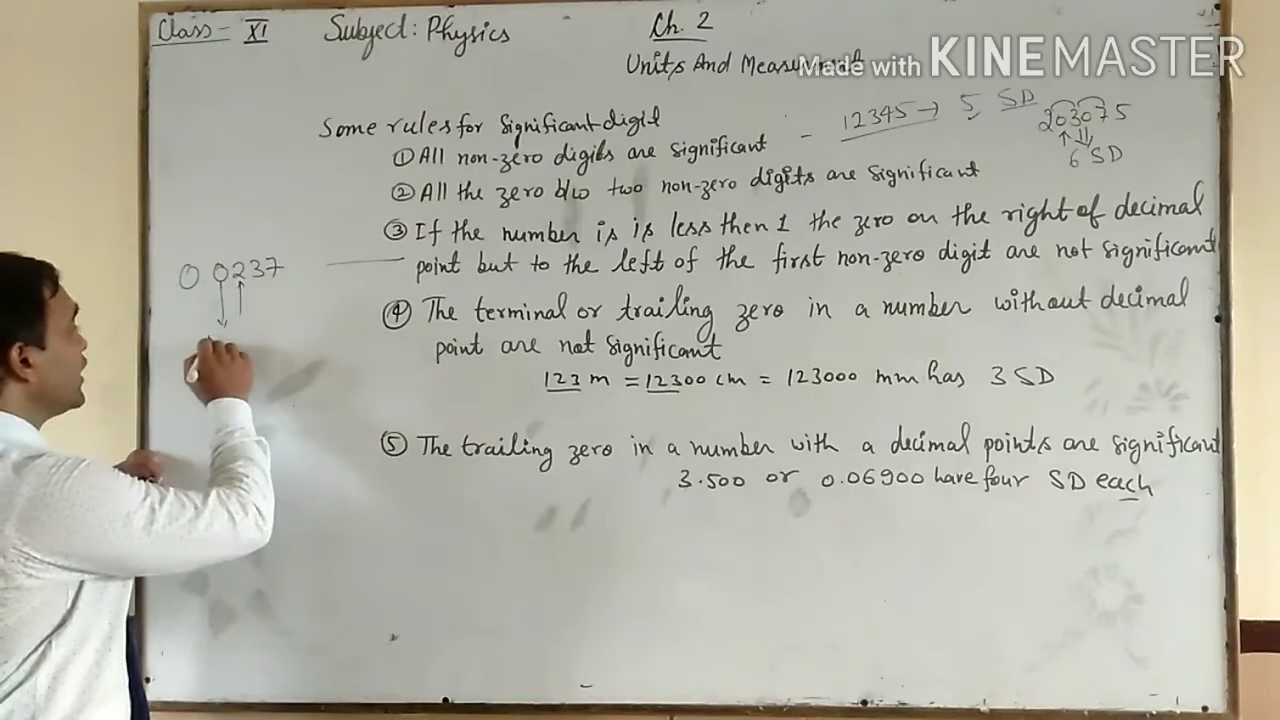 Class - XI Subject: Physics Ch. 2
Units And Measurment
Made with KINEMASTER
Some rules for significant digit
① All non-zero digits are significant - 12345 → 5 SD
203075
6 SD
② All the zero b/w two non-zero digits are significant
③ If the number is is less then 1 the zero on the right of decimal
point but to the left of the first non-zero digit are not significant
0 0237
④ The terminal or trailing zero in a number without decimal
point are not significant
123 m = 12300 cm = 123000 mm has 3 SD
⑤ The trailing zero in a number with a decimal points are significant
3.500 or 0.06900 have four SD each